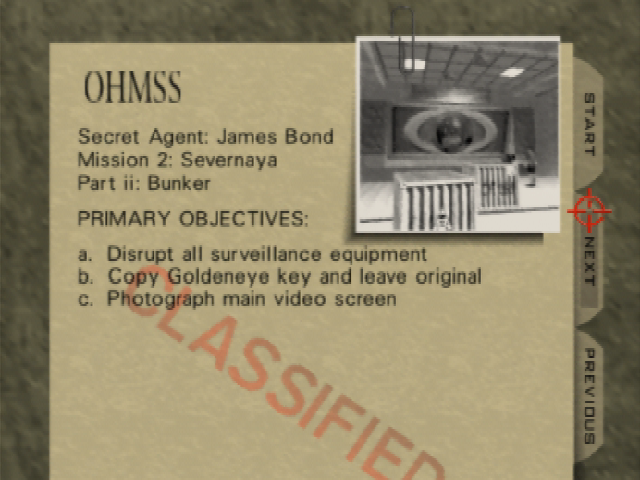 OHMSS
Secret Agent: James Bond
Mission 2: Severnaya
Part ii: Bunker
PRIMARY OBJECTIVES:
a. Disrupt all surveillance equipment
b. Copy Goldeneye key and leave original
c. Photograph main video screen
CLASSIFIED
START
NEXT
PREVIOUS